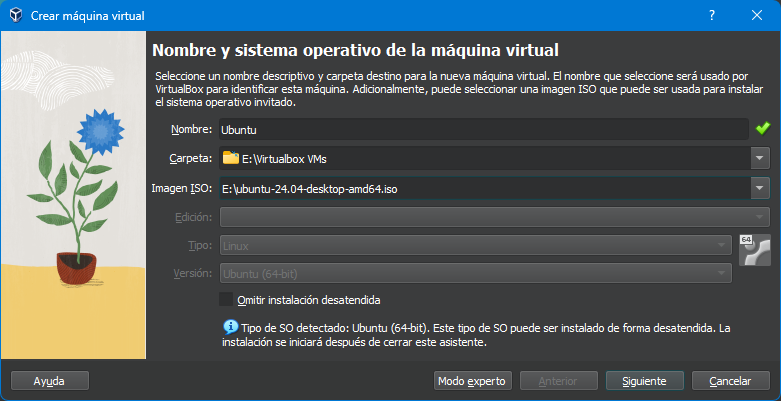 Crear máquina virtual
Nombre y sistema operativo de la máquina virtual
Seleccione un nombre descriptivo y carpeta destino para la nueva máquina virtual. El nombre que seleccione será usado por
VirtualBox para identificar esta máquina. Adicionalmente, puede seleccionar una imagen ISO que puede ser usada para instalar
el sistema operativo invitado.
Nombre: Ubuntu
Carpeta: E:\Virtualbox VMs
Imagen ISO: E:\ubuntu-24.04-desktop-amd64.iso
Edición:
Tipo: Linux
64
Versión: Ubuntu (64-bit)
Omitir instalación desatendida
Tipo de SO detectado: Ubuntu (64-bit). Este tipo de SO puede ser instalado de forma desatendida. La
instalación se iniciará después de cerrar este asistente.
Ayuda Modo experto Anterior Siguiente Cancelar